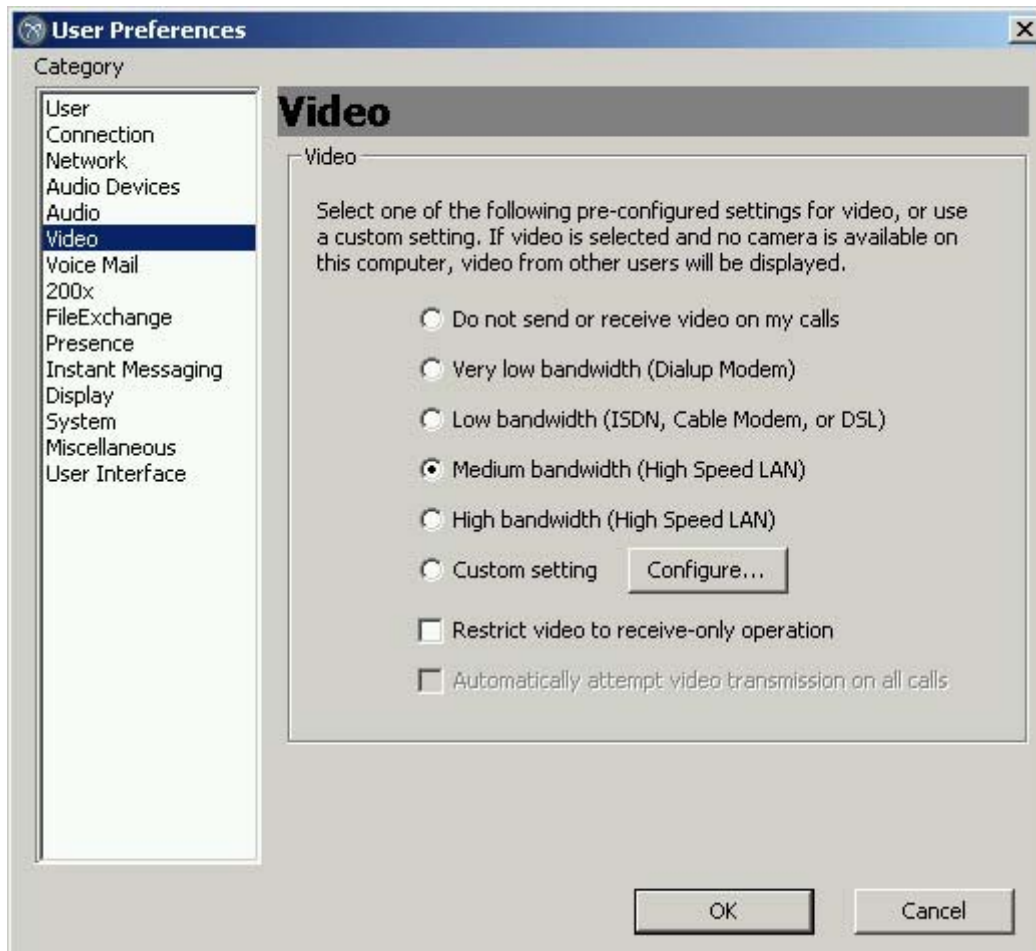 User Preferences
Category
User
Connection
Network
Audio Devices
Audio
Video
Voice Mail
200x
FileExchange
Presence
Instant Messaging
Display
System
Miscellaneous
User Interface
Video
Video
Select one of the following pre-configured settings for video, or use
a custom setting. If video is selected and no camera is available on
this computer, video from other users will be displayed.
Do not send or receive video on my calls
Very low bandwidth (Dialup Modem)
Low bandwidth (ISDN, Cable Modem, or DSL)
Medium bandwidth (High Speed LAN)
High bandwidth (High Speed LAN)
Custom setting Configure...
Restrict video to receive-only operation
Automatically attempt video transmission on all calls
OK Cancel